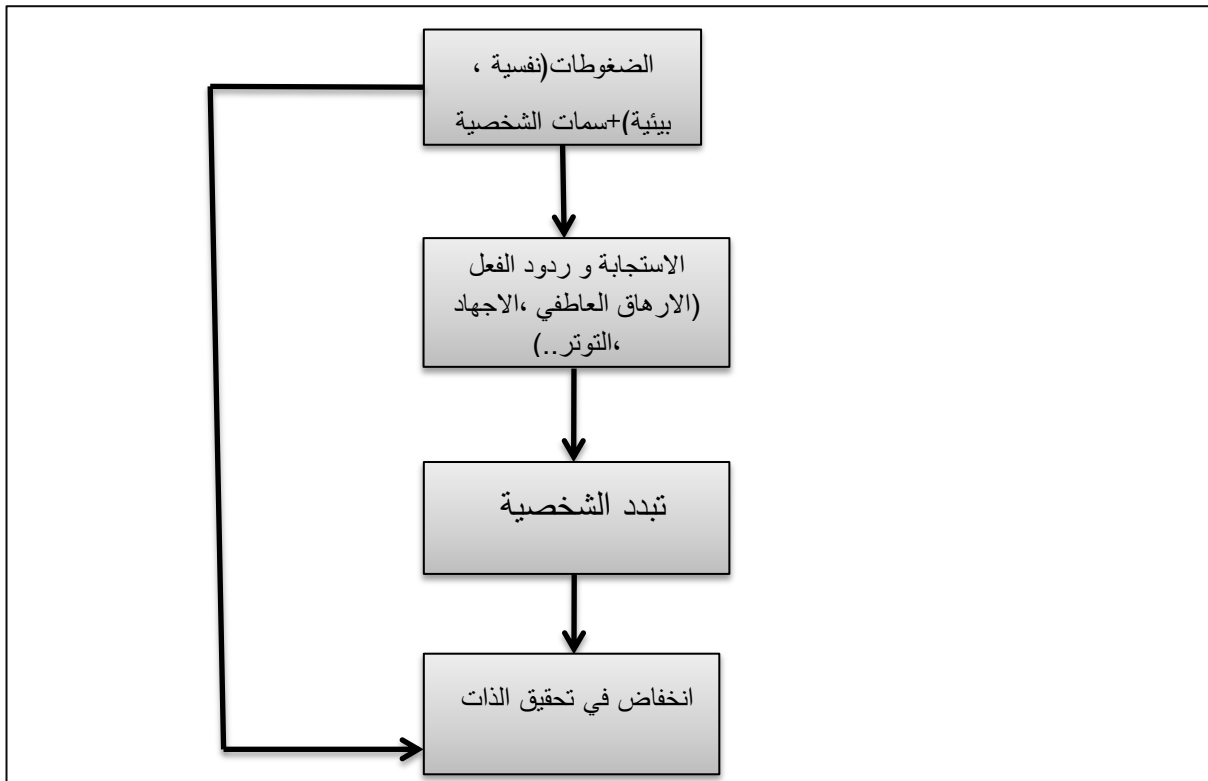 الضغوطات(نفسية ،
بيئية)+سمات الشخصية
الاستجابة و ردود الفعل
(الارهاق العاطفي ،الاجهاد
،التوتر..)
تبدد الشخصية
انخفاض في تحقيق الذات